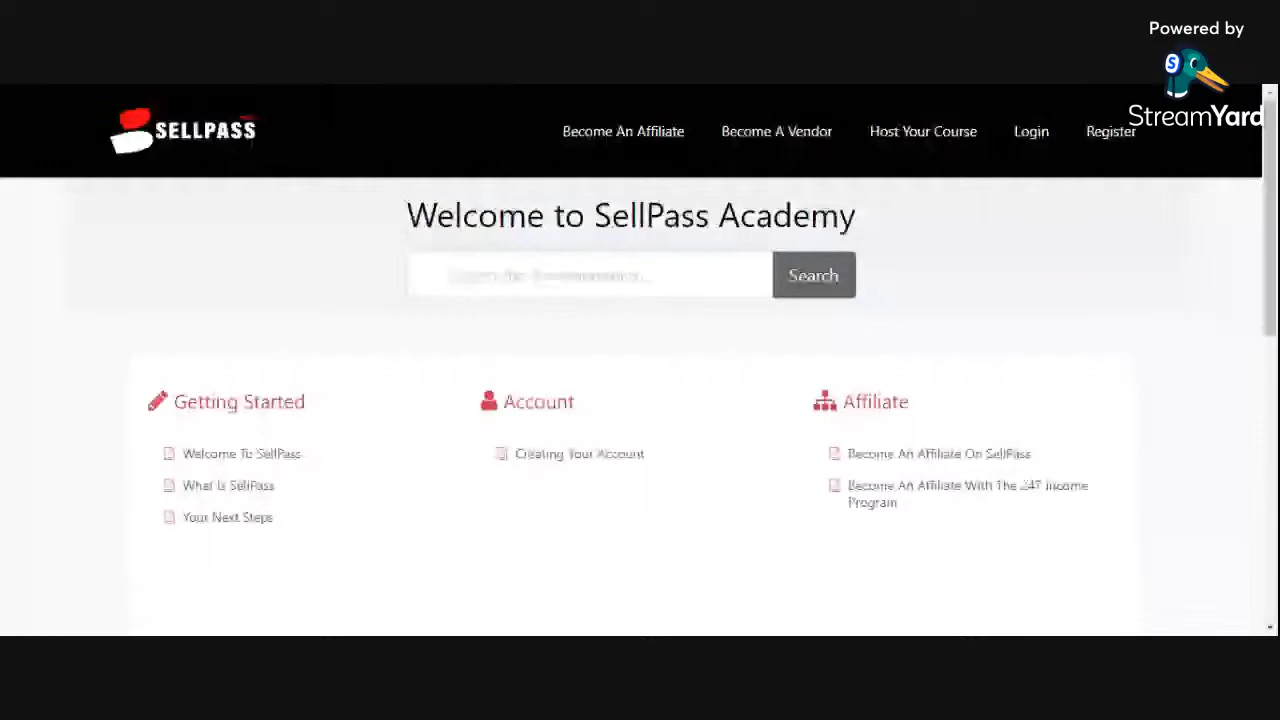 Powered by
StreamYard
SELLPASS
Become An Affiliate
Become A Vendor
Host Your Course
Login
Register
Welcome to SellPass Academy
Search
Getting Started
Welcome To SellPass
What Is SellPass
Your Next Steps
Account
Creating Your Account
Affiliate
Become An Affiliate On SellPass
Become An Affiliate With The 247 Income
Program